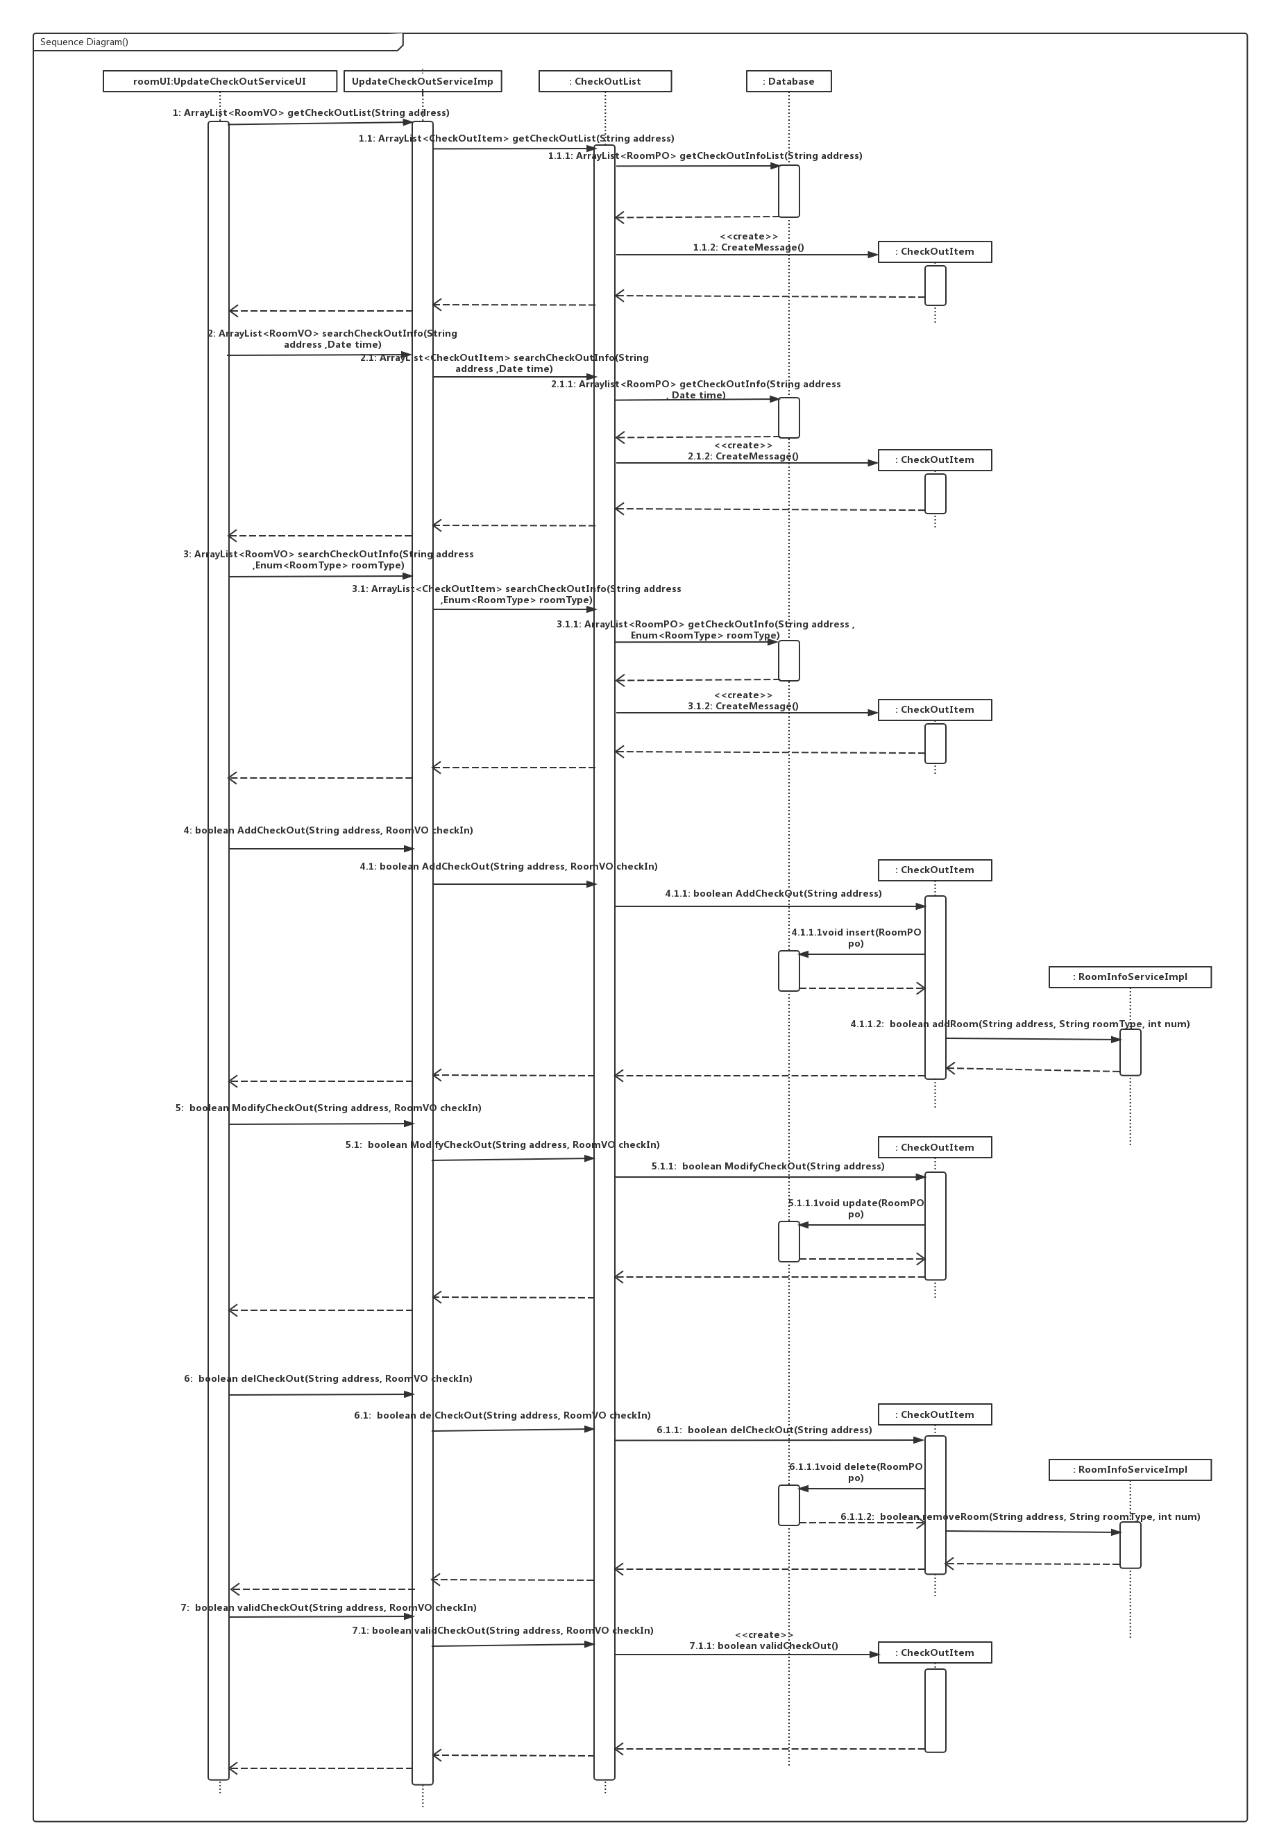 Sequence Diagram()
roomUI:UpdateCheckOutServiceUI
UpdateCheckOutServiceImp
: CheckOutList
: Database
1: ArrayList<RoomVO> getCheckOutList(String address)
1.1: ArrayList<CheckOutItem> getCheckOutList(String address)
1.1.1: ArrayList<RoomPO> getCheckOutInfoList(String address)
<<create>>
1.1.2: CreateMessage()
: CheckOutItem
2: ArrayList<RoomVO> searchCheckOutInfo(String
address ,Date time)
2.1: ArrayList<CheckOutItem> searchCheckOutInfo(String
address ,Date time)
2.1.1: Arraylist<RoomPO> getCheckOutInfo(String address
, Date time)
<<create>>
2.1.2: CreateMessage()
: CheckOutItem
3: ArrayList<RoomVO> searchCheckOutInfo(String address
,Enum<RoomType> roomType)
3.1: ArrayList<CheckOutItem> searchCheckOutInfo(String address
,Enum<RoomType> roomType)
3.1.1: ArrayList<RoomPO> getCheckOutInfo(String address ,
Enum<RoomType> roomType)
<<create>>
3.1.2: CreateMessage()
: CheckOutItem
4: boolean AddCheckOut(String address, RoomVO checkIn)
4.1: boolean AddCheckOut(String address, RoomVO checkIn)
: CheckOutItem
4.1.1: boolean AddCheckOut(String address)
4.1.1.1void insert(RoomPO
po)
: RoomInfoServiceImpl
4.1.1.2:  boolean addRoom(String address, String roomType, int num)
5:  boolean ModifyCheckOut(String address, RoomVO checkIn)
5.1:  boolean ModifyCheckOut(String address, RoomVO checkIn)
: CheckOutItem
5.1.1:  boolean ModifyCheckOut(String address)
5.1.1.1void update(RoomPO
po)
6:  boolean delCheckOut(String address, RoomVO checkIn)
6.1:  boolean delCheckOut(String address, RoomVO checkIn)
: CheckOutItem
6.1.1:  boolean delCheckOut(String address)
6.1.1.1void delete(RoomPO
po)
: RoomInfoServiceImpl
6.1.1.2:  boolean removeRoom(String address, String roomType, int num)
7:  boolean validCheckOut(String address, RoomVO checkIn)
7.1: boolean validCheckOut(String address, RoomVO checkIn)
<<create>>
7.1.1: boolean validCheckOut()
: CheckOutItem